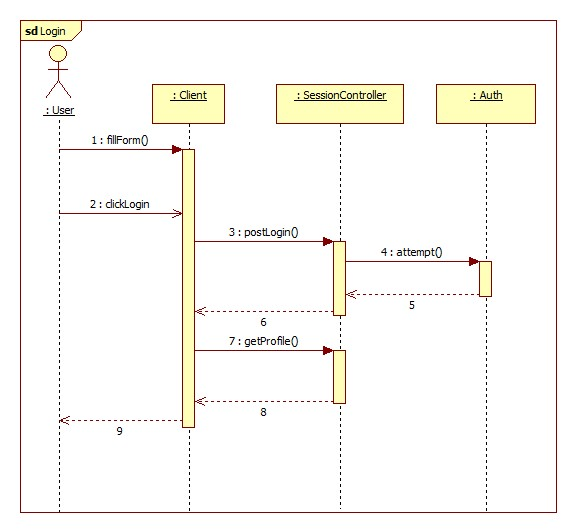 sd Login
: User
: Client
: SessionController
: Auth
1 : fillForm()
2 : clickLogin
3 : postLogin()
4 : attempt()
5
6
7 : getProfile()
8
9